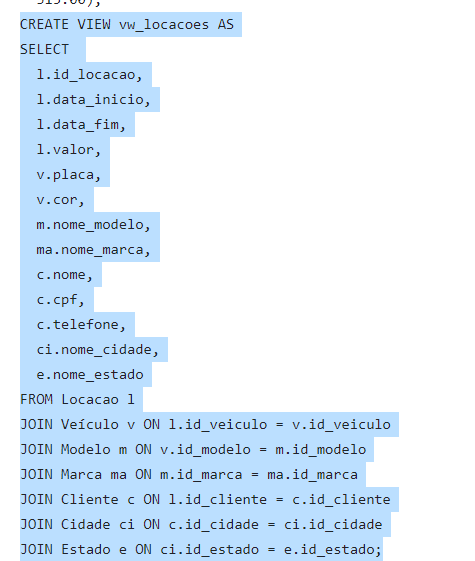 CREATE VIEW vw_locacoes AS
SELECT
l.id_locacao,
l.data_inicio,
l.data_fim,
l.valor,
v.placa,
v.cor,
m.nome_modelo,
ma.nome_marca,
c.nome,
c.cpf,
c.telefone,
ci.nome_cidade,
e.nome_estado
FROM Locacao l
JOIN Veículo v ON l.id_veiculo = v.id_veiculo
JOIN Modelo m ON v.id_modelo = m.id_modelo
JOIN Marca ma ON m.id_marca = ma.id_marca
JOIN Cliente c ON l.id_cliente = c.id_cliente
JOIN Cidade ci ON c.id_cidade = ci.id_cidade
JOIN Estado e ON ci.id_estado = e.id_estado;